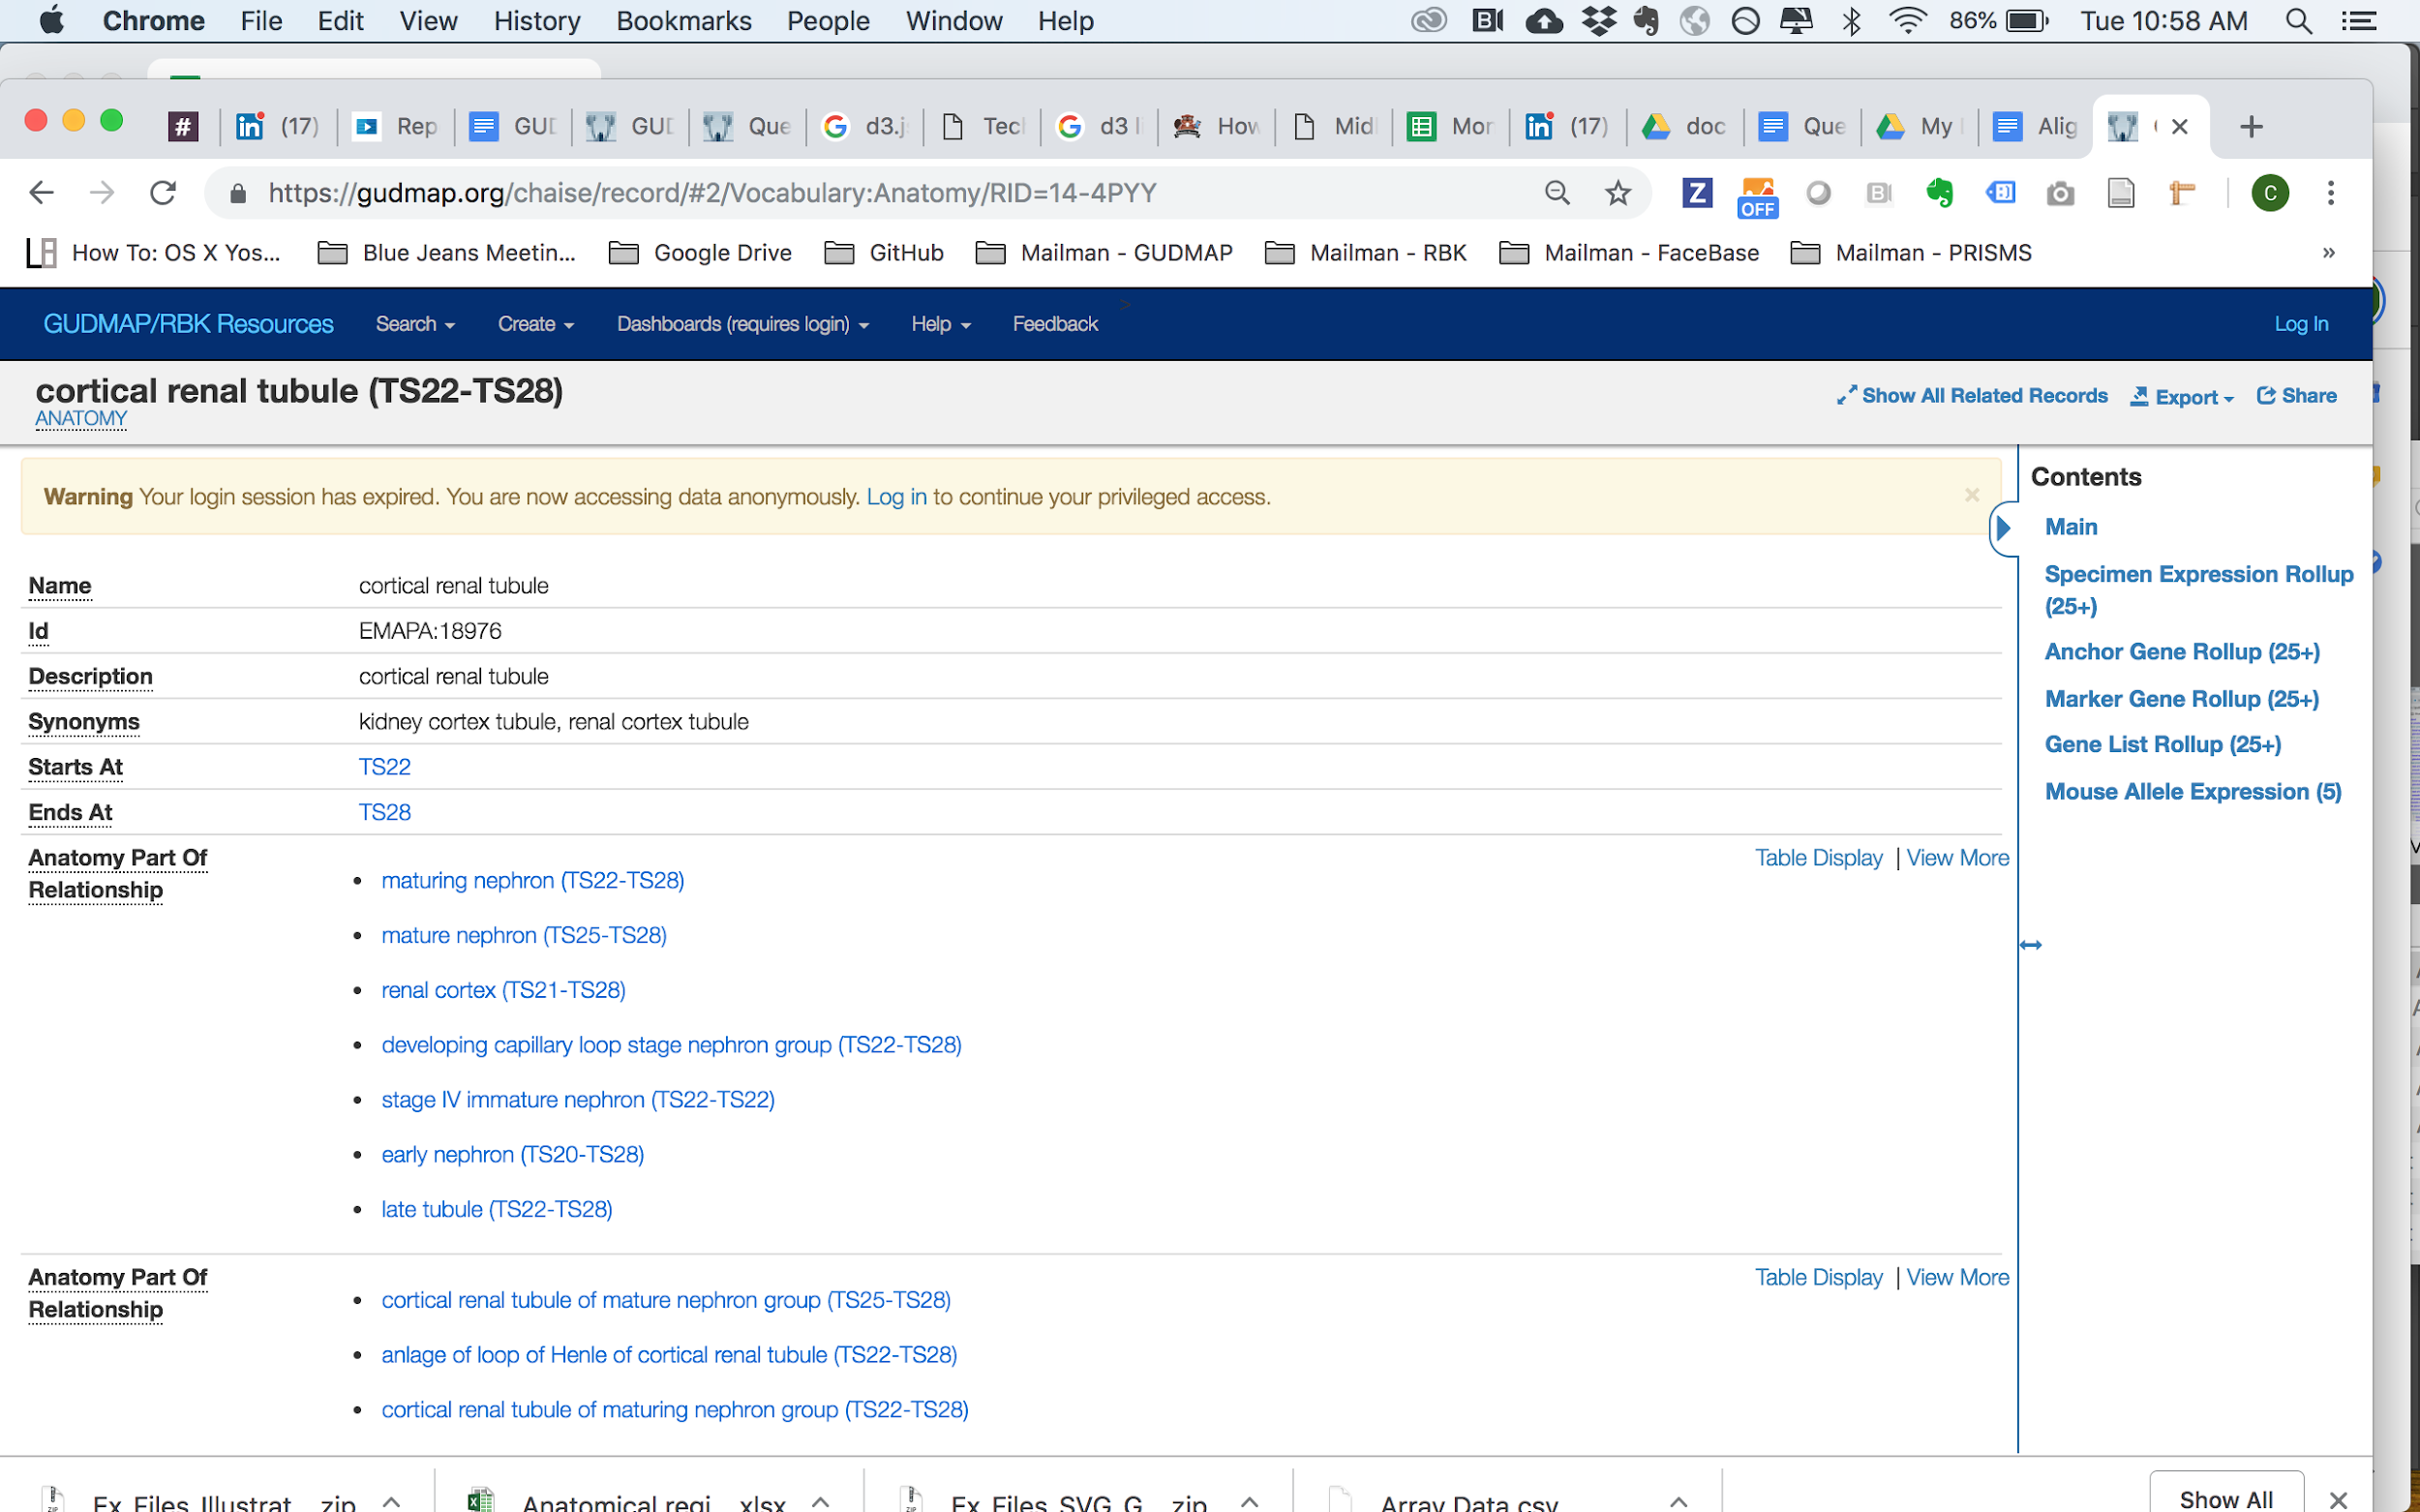 Chrome File Edit View History Bookmarks People Window Help 86% Tue 10:58 AM
# (17) Rep GUD GUD Que d3.j Tec d3 li How Mid Mor (17) doc Que My Alig
https://gudmap.org/chaise/record/#2/Vocabulary:Anatomy/RID=14-4PYY OFF C
How To: OS X Yos... Blue Jeans Meetin... Google Drive GitHub Mailman - GUDMAP Mailman - RBK Mailman - FaceBase Mailman - PRISMS »
GUDMAP/RBK Resources Search Create Dashboards (requires login) Help Feedback > Log In
cortical renal tubule (TS22-TS28)
ANATOMY
Show All Related Records Export Share
Warning Your login session has expired. You are now accessing data anonymously. Log in to continue your privileged access. ×
Name cortical renal tubule
Id EMAPA:18976
Description cortical renal tubule
Synonyms kidney cortex tubule, renal cortex tubule
Starts At TS22
Ends At TS28
Anatomy Part Of Relationship
Table Display | View More
• maturing nephron (TS22-TS28)
• mature nephron (TS25-TS28)
• renal cortex (TS21-TS28)
• developing capillary loop stage nephron group (TS22-TS28)
• stage IV immature nephron (TS22-TS22)
• early nephron (TS20-TS28)
• late tubule (TS22-TS28)
Anatomy Part Of Relationship
Table Display | View More
• cortical renal tubule of mature nephron group (TS25-TS28)
• anlage of loop of Henle of cortical renal tubule (TS22-TS28)
• cortical renal tubule of maturing nephron group (TS22-TS28)
Contents
Main
Specimen Expression Rollup
(25+)
Anchor Gene Rollup (25+)
Marker Gene Rollup (25+)
Gene List Rollup (25+)
Mouse Allele Expression (5)
Ex_Files_Illustrat....zip Anatomical regi....xlsx Ex_Files_SVG_G....zip Array Data.csv Show All